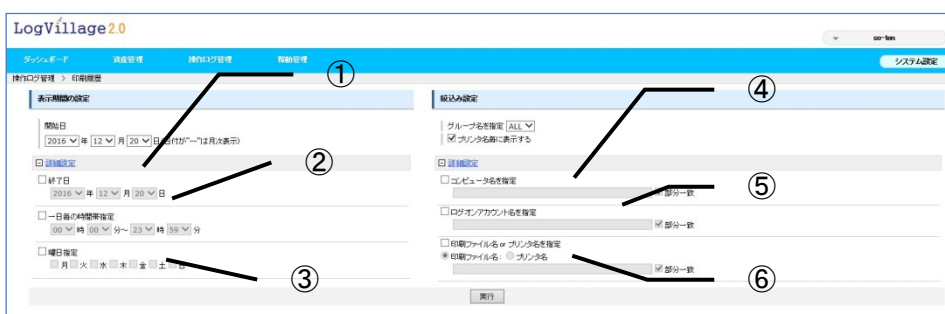 LogVillage 2.0
so-ten
ダッシュボード 資産管理 操作ログ管理 稼動管理
システム設定
操作ログ管理 > 印刷履歴
①
表示期間の設定
開始日
2016 年 12 月 20 日(日付が"--"は月次表示)
詳細設定
②
終了日
2016 年 12 月 20 日
一日毎の時間帯指定
00 時 00 分~ 23 時 59 分
曜日指定
月 火 水 木 金 土 日
③
絞込み設定
④
グループ名を指定 ALL
プリンタ名毎に表示する
詳細設定
コンピュータ名を指定
部分一致
⑤
ログオンアカウント名を指定
部分一致
印刷ファイル名 or プリンタ名を指定
印刷ファイル名: プリンタ名
部分一致
⑥
実行